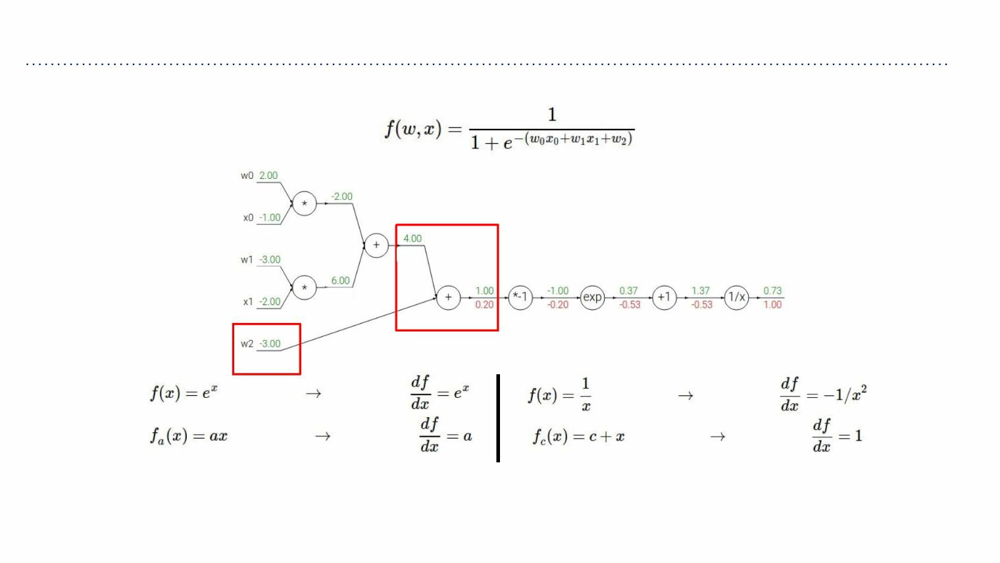 f(w, x) = 1 / (1 + e^{-(w_0x_0+w_1x_1+w_2)})
w0 2.00
-2.00
*
x0 -1.00
4.00
+
w1 -3.00
6.00
*
1.00 -1.00 0.37 1.37 0.73
+ *-1 exp +1 1/x
0.20 -0.20 -0.53 -0.53 1.00
x1 -2.00
w2 -3.00
f(x) = e^x → df/dx = e^x
f_a(x) = ax → df/dx = a
f(x) = 1/x → df/dx = -1/x^2
f_c(x) = c + x → df/dx = 1